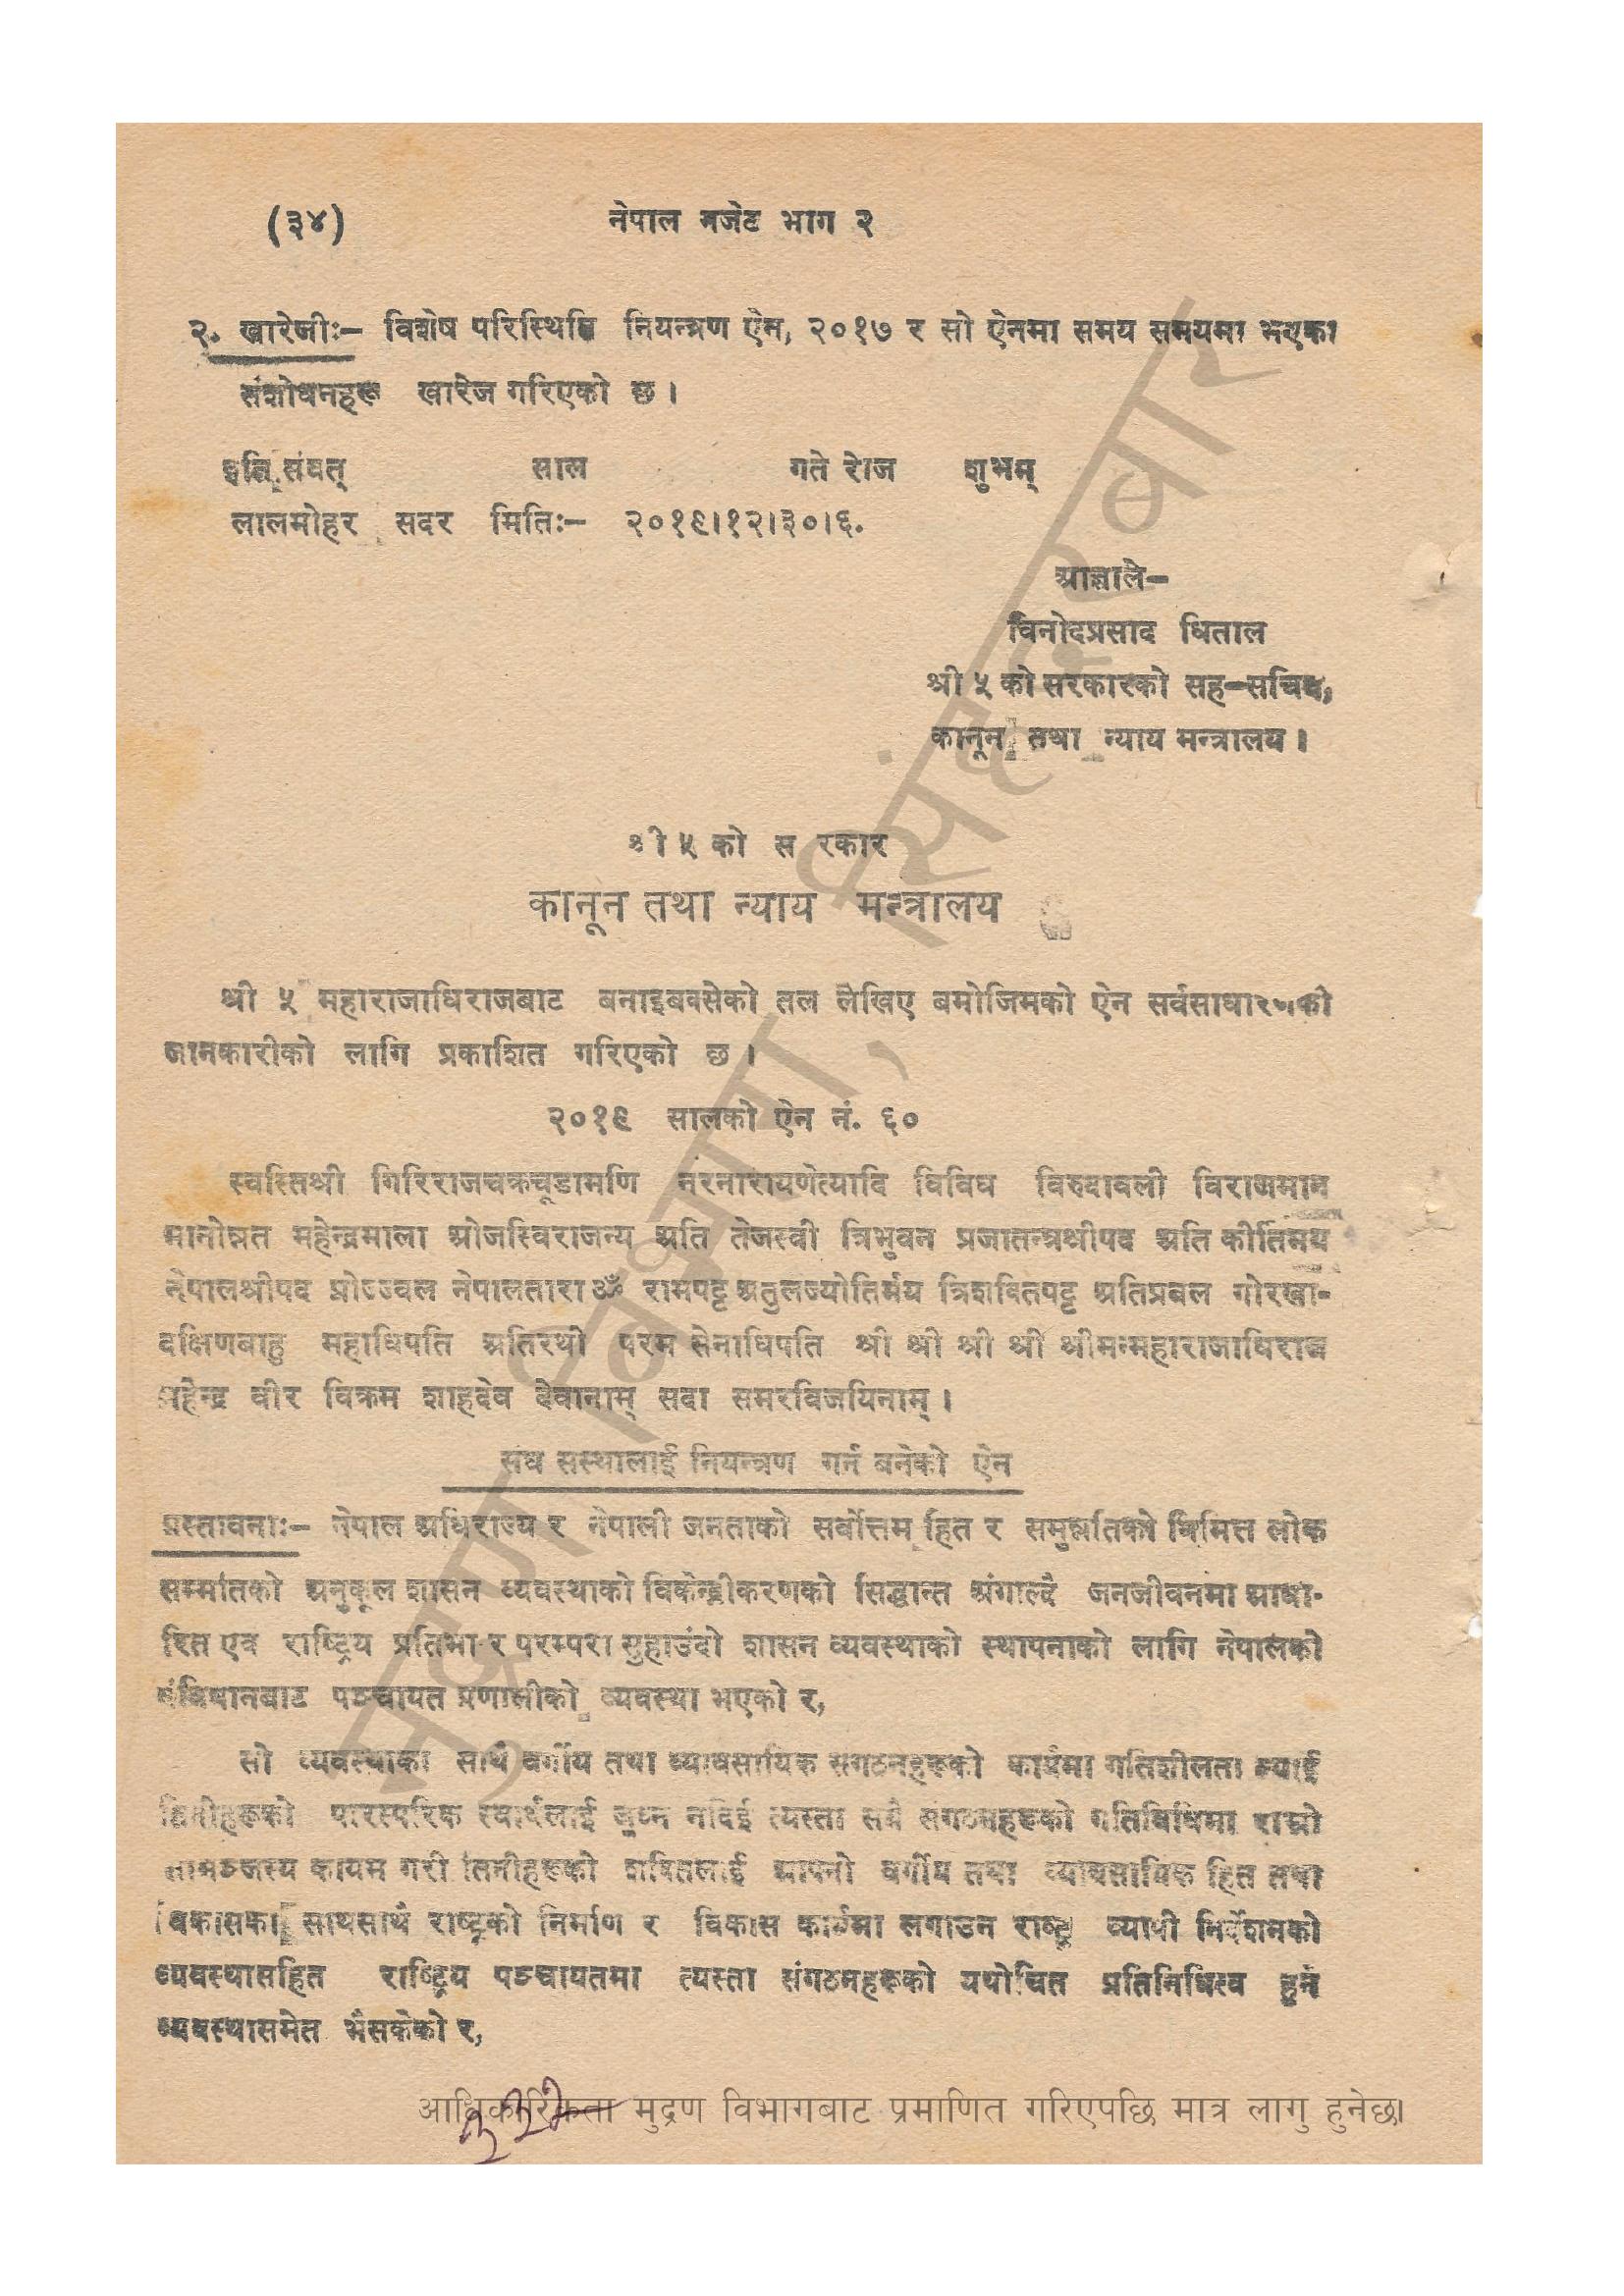 (३४)
नेपाल गजेट भाग २
२. खारेजीः– विशेष परिस्थिति नियन्त्रण ऐन, २०१७ र सो ऐनमा समय समयमा भएका
संशोधनहरू खारेज गरिएको छ ।
इति संवत् साल गते रोज शुभम्
लालमोहर सदर मितिः– २०१९।१२।३०।६.
आज्ञाले–
विनोदप्रसाद धिताल
श्री ५ को सरकारको सह–सचिव,
कानून तथा न्याय मन्त्रालय ।
श्री ५ को स रकार
कानून तथा न्याय मन्त्रालय
श्री ५ महाराजाधिराजबाट बनाइबक्सेको तल लेखिए बमोजिमको ऐन सर्वसाधारणको
जानकारीको लागि प्रकाशित गरिएको छ ।
२०१९ सालको ऐन नं. ६०
स्वस्तिश्री गिरिराजचक्रचूडामणि नरनारायणेत्यादि विविध विरुदावली विराजमान
मानोन्नत महेन्द्रमाला ओजस्विराजन्य अति तेजस्वी त्रिभुवन प्रजातन्त्रश्रीपद अति कीर्तिमय
नेपालश्रीपद प्रोज्ज्वल नेपालतारा ॐ रामपट्ट अतुलज्योतिर्मय त्रिशक्तिपट्ट अतिप्रबल गोरखा-
दक्षिणबाहु महाधिपति अतिरथी परम सेनाधिपति श्री श्री श्री श्री श्रीमन्महाराजाधिराज
महेन्द्र वीर विक्रम शाहदेव देवानाम् सदा समरविजयिनाम् ।
संघ सस्थालाई नियन्त्रण गर्न बनेको ऐन
प्रस्तावनाः– नेपाल अधिराज्य र नेपाली जनताको सर्वोत्तम हित र समुन्नतिको निमित्त लोक
सम्मतिको अनुकूल शासन व्यवस्थाको विकेन्द्रीकरणको सिद्धान्त अंगाल्दै जनजीवनमा आधा-
रित एवं राष्ट्रिय प्रतिभा र परम्परा सुहाउंदो शासन व्यवस्थाको स्थापनाको लागि नेपालको
संविधानबाट पञ्चायत प्रणालीको व्यवस्था भएको र,
सो व्यवस्थाका साथै वर्गीय तथा व्यावसायिक संगठनहरूको कार्यमा गतिशीलता ल्याई
तिनीहरूको पारस्परिक स्वार्थलाई जुध्न नदिई त्यस्ता सबै संगठनहरूको गतिविधिमा राम्रो
सामञ्जस्य कायम गरी तिनीहरूको शक्तिलाई आफ्नो वर्गीय तथा व्यावसायिक हित तथा
विकासका साथसाथै राष्ट्रको निर्माण र विकास कार्यमा लगाउन राष्ट्र व्यापी निर्देशनको
व्यवस्थासहित राष्ट्रिय पञ्चायतमा त्यस्ता संगठनहरूको यथोचित प्रतिनिधित्व हुने
व्यवस्थासमेत भैसकेको र,
मुद्रण विभाग, सिंहदरवार
आधिकारिकता मुद्रण विभागबाट प्रमाणित गरिएपछि मात्र लागु हुनेछ।